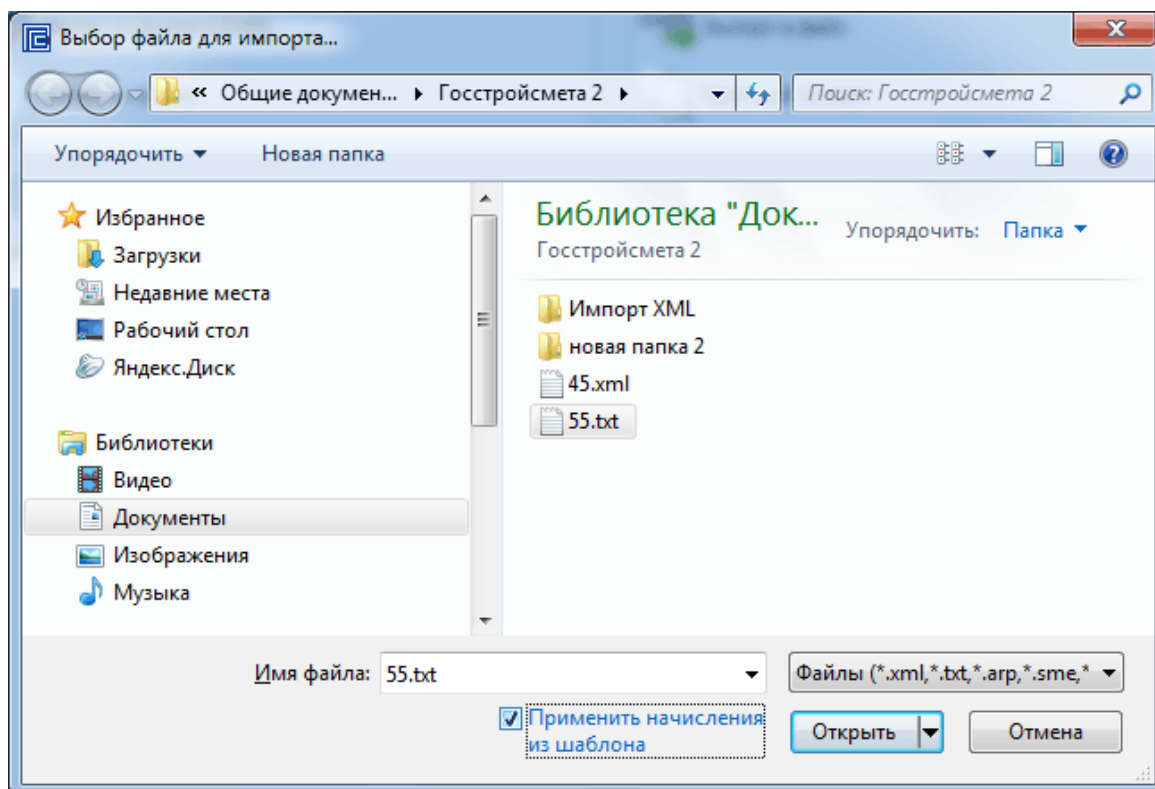 Выбор файла для импорта...
« Общие докумен... Госстройсмета 2
Поиск: Госстройсмета 2
Упорядочить
Новая папка
Избранное
Загрузки
Недавние места
Рабочий стол
Яндекс.Диск
Библиотеки
Видео
Документы
Изображения
Музыка
Библиотека "Док...
Госстройсмета 2
Упорядочить: Папка
Импорт XML
новая папка 2
45.xml
55.txt
Имя файла: 55.txt
Файлы (*.xml,*.txt,*.arp,*.sme,*
Применить начисления
из шаблона
Открыть
Отмена